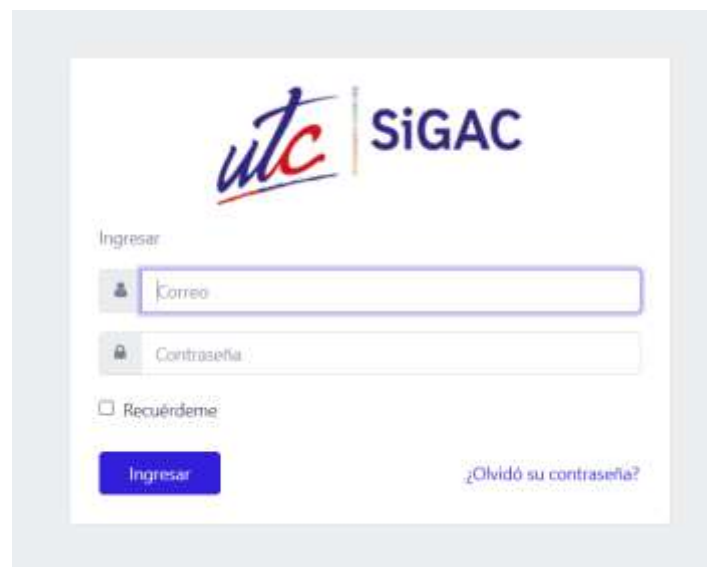 utc SiGAC
Ingresar
Correo
Contraseña
Recuérdeme
Ingresar ¿Olvidó su contraseña?